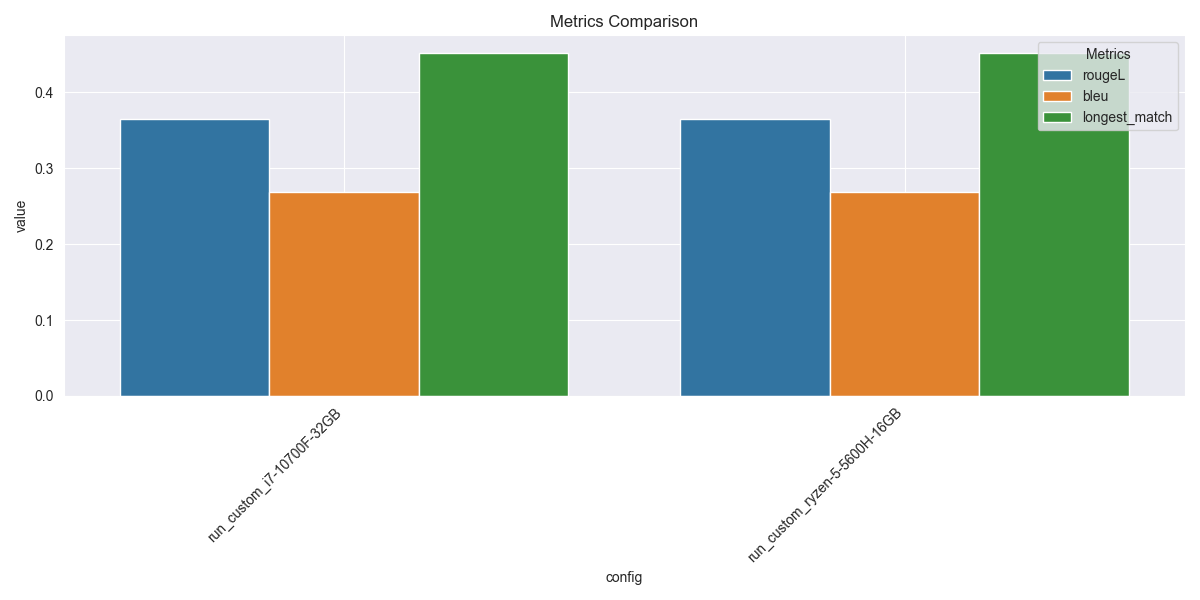 Metrics Comparison
Metrics
rougeL
bleu
longest_match
value
0.4
0.3
0.2
0.1
0.0
run_custom_i7-10700F-32GB
run_custom_ryzen-5-5600H-16GB
config